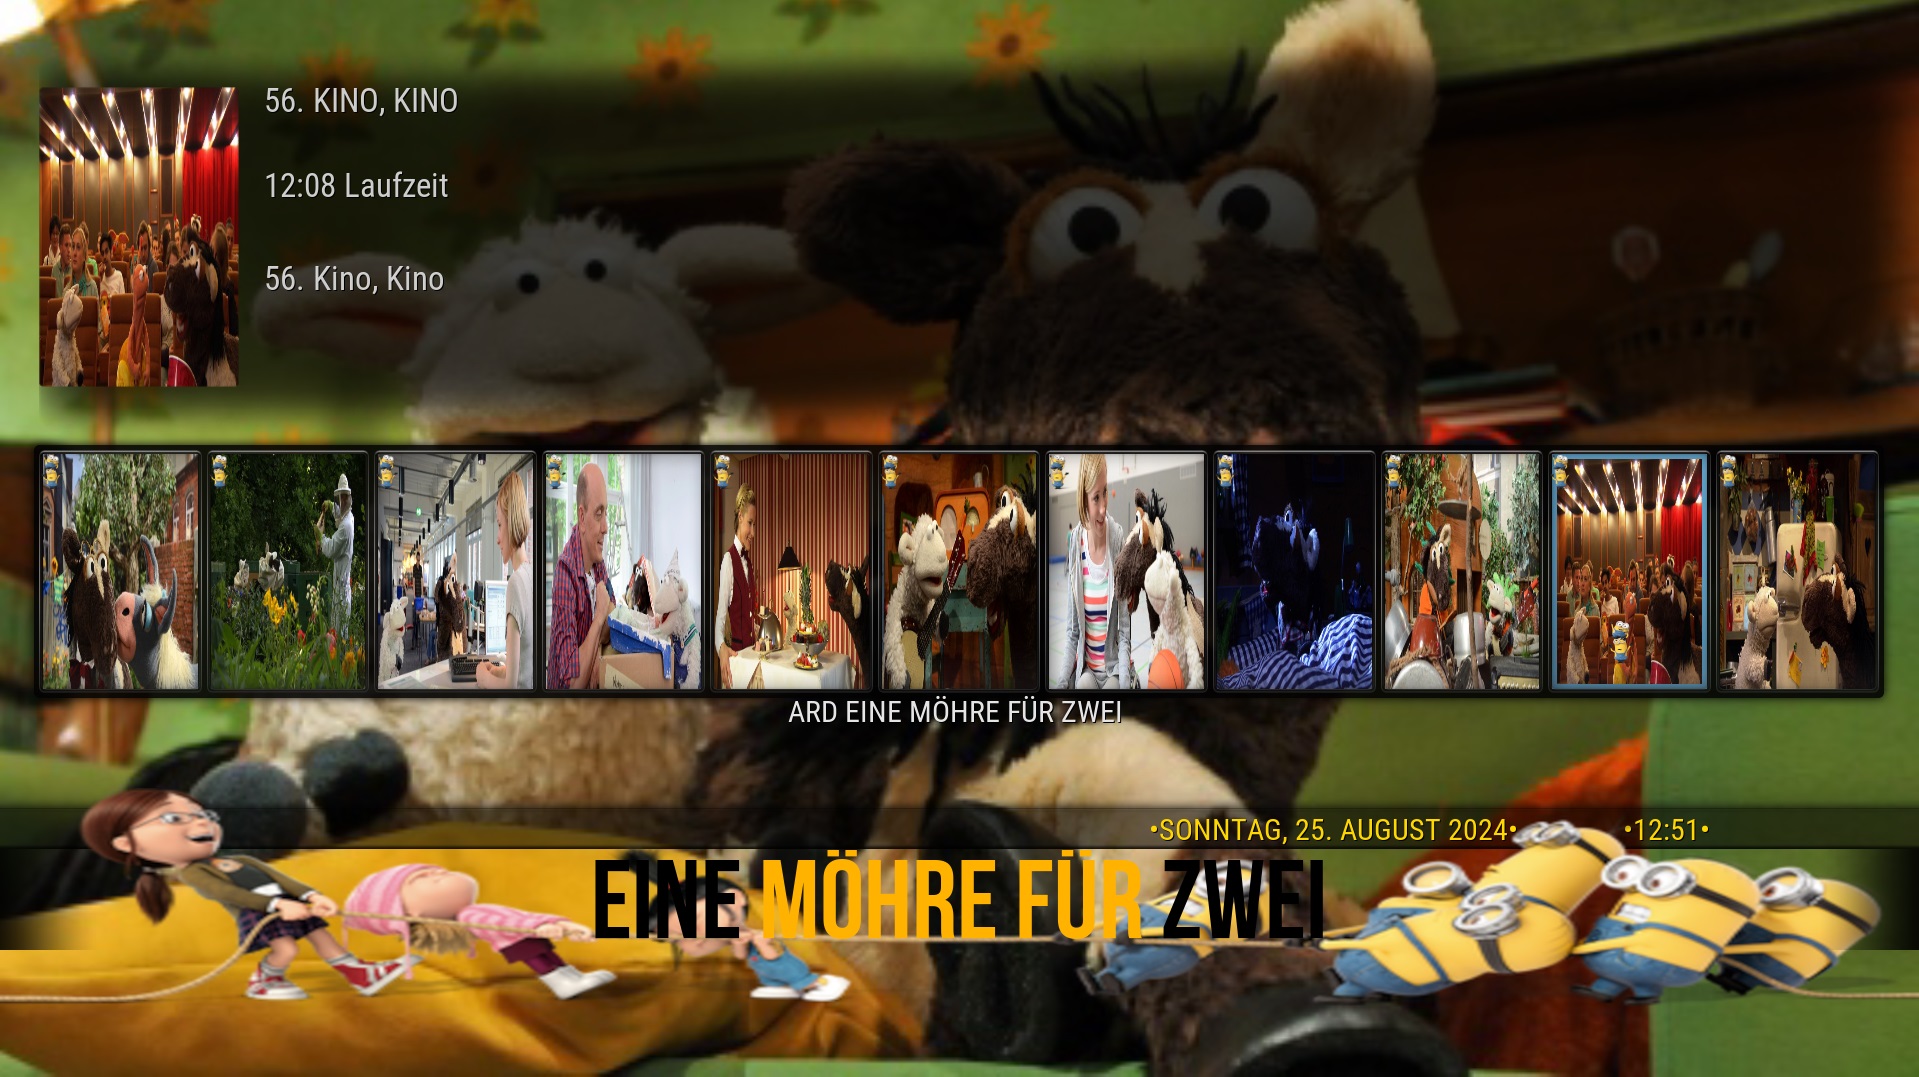 56. KINO, KINO
12:08 Laufzeit
56. Kino, Kino
ARD EINE MÖHRE FÜR ZWEI
•SONNTAG, 25. AUGUST 2024•
•12:51•
EINE MÖHRE FÜR ZWEI